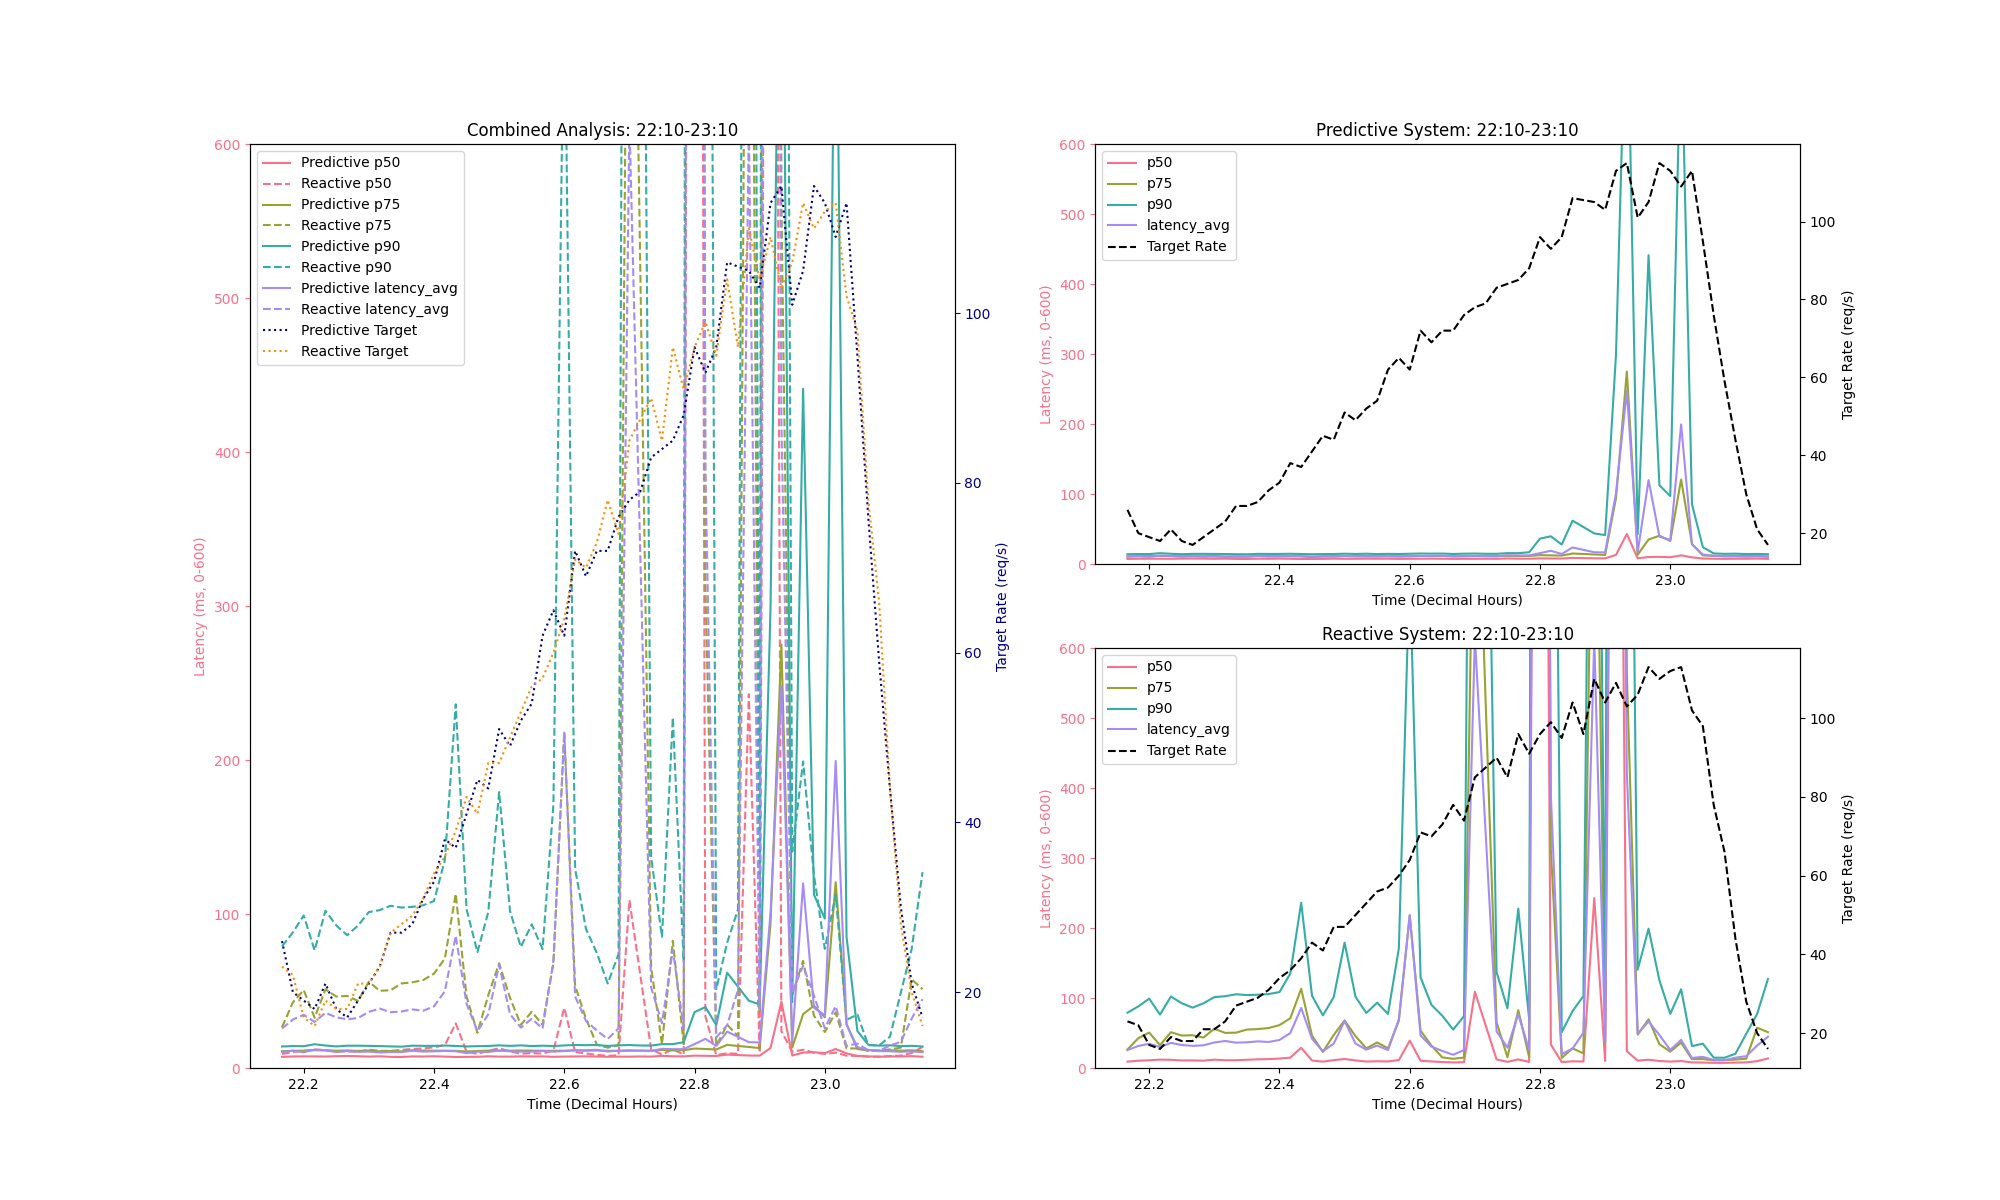 Combined Analysis: 22:10-23:10
600
500
400
300
200
100
0
Latency (ms, 0-600)
Predictive p50
Reactive p50
Predictive p75
Reactive p75
Predictive p90
Reactive p90
Predictive latency_avg
Reactive latency_avg
Predictive Target
Reactive Target
100
80
60
40
20
Target Rate (req/s)
22.2 22.4 22.6 22.8 23.0
Time (Decimal Hours)
Predictive System: 22:10-23:10
600
500
400
300
200
100
0
Latency (ms, 0-600)
p50
p75
p90
latency_avg
Target Rate
100
80
60
40
20
Target Rate (req/s)
22.2 22.4 22.6 22.8 23.0
Time (Decimal Hours)
Reactive System: 22:10-23:10
600
500
400
300
200
100
0
Latency (ms, 0-600)
p50
p75
p90
latency_avg
Target Rate
100
80
60
40
20
Target Rate (req/s)
22.2 22.4 22.6 22.8 23.0
Time (Decimal Hours)